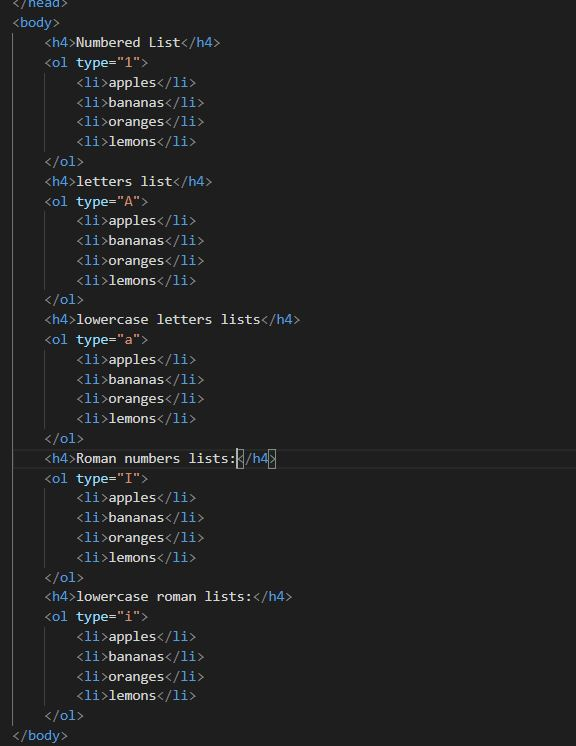 </head>
<body>
    <h4>Numbered List</h4>
    <ol type="1">
        <li>apples</li>
        <li>bananas</li>
        <li>oranges</li>
        <li>lemons</li>
    </ol>
    <h4>letters list</h4>
    <ol type="A">
        <li>apples</li>
        <li>bananas</li>
        <li>oranges</li>
        <li>lemons</li>
    </ol>
    <h4>lowercase letters lists</h4>
    <ol type="a">
        <li>apples</li>
        <li>bananas</li>
        <li>oranges</li>
        <li>lemons</li>
    </ol>
    <h4>Roman numbers lists:</h4>
    <ol type="I">
        <li>apples</li>
        <li>bananas</li>
        <li>oranges</li>
        <li>lemons</li>
    </ol>
    <h4>lowercase roman lists:</h4>
    <ol type="i">
        <li>apples</li>
        <li>bananas</li>
        <li>oranges</li>
        <li>lemons</li>
    </ol>
</body>